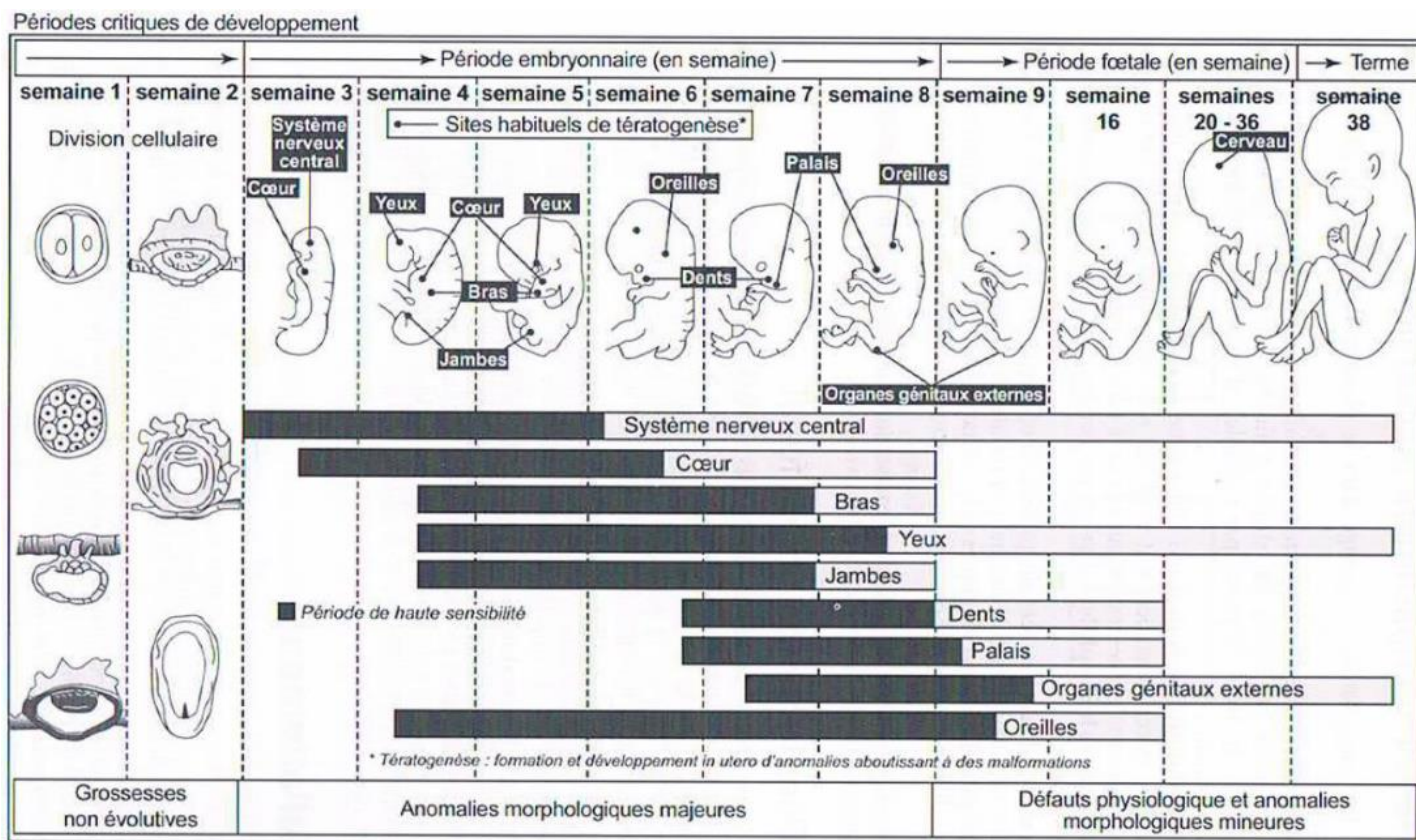 Périodes critiques de développement
Période embryonnaire (en semaine)
Période fœtale (en semaine)
Terme
semaine 1
semaine 2
semaine 3
semaine 4
semaine 5
semaine 6
semaine 7
semaine 8
semaine 9
semaine
16
semaines
20 - 36
semaine
38
Division cellulaire
Sites habituels de tératogenèse*
Système
nerveux
central
Cœur
Yeux
Cœur
Yeux
Bras
Jambes
Oreilles
Dents
Palais
Oreilles
Organes génitaux externes
Cerveau
Système nerveux central
Cœur
Bras
Yeux
Jambes
Période de haute sensibilité
Dents
Palais
Organes génitaux externes
Oreilles
* Tératogenèse : formation et développement in utero d'anomalies aboutissant à des malformations
Grossesses
non évolutives
Anomalies morphologiques majeures
Défauts physiologique et anomalies
morphologiques mineures